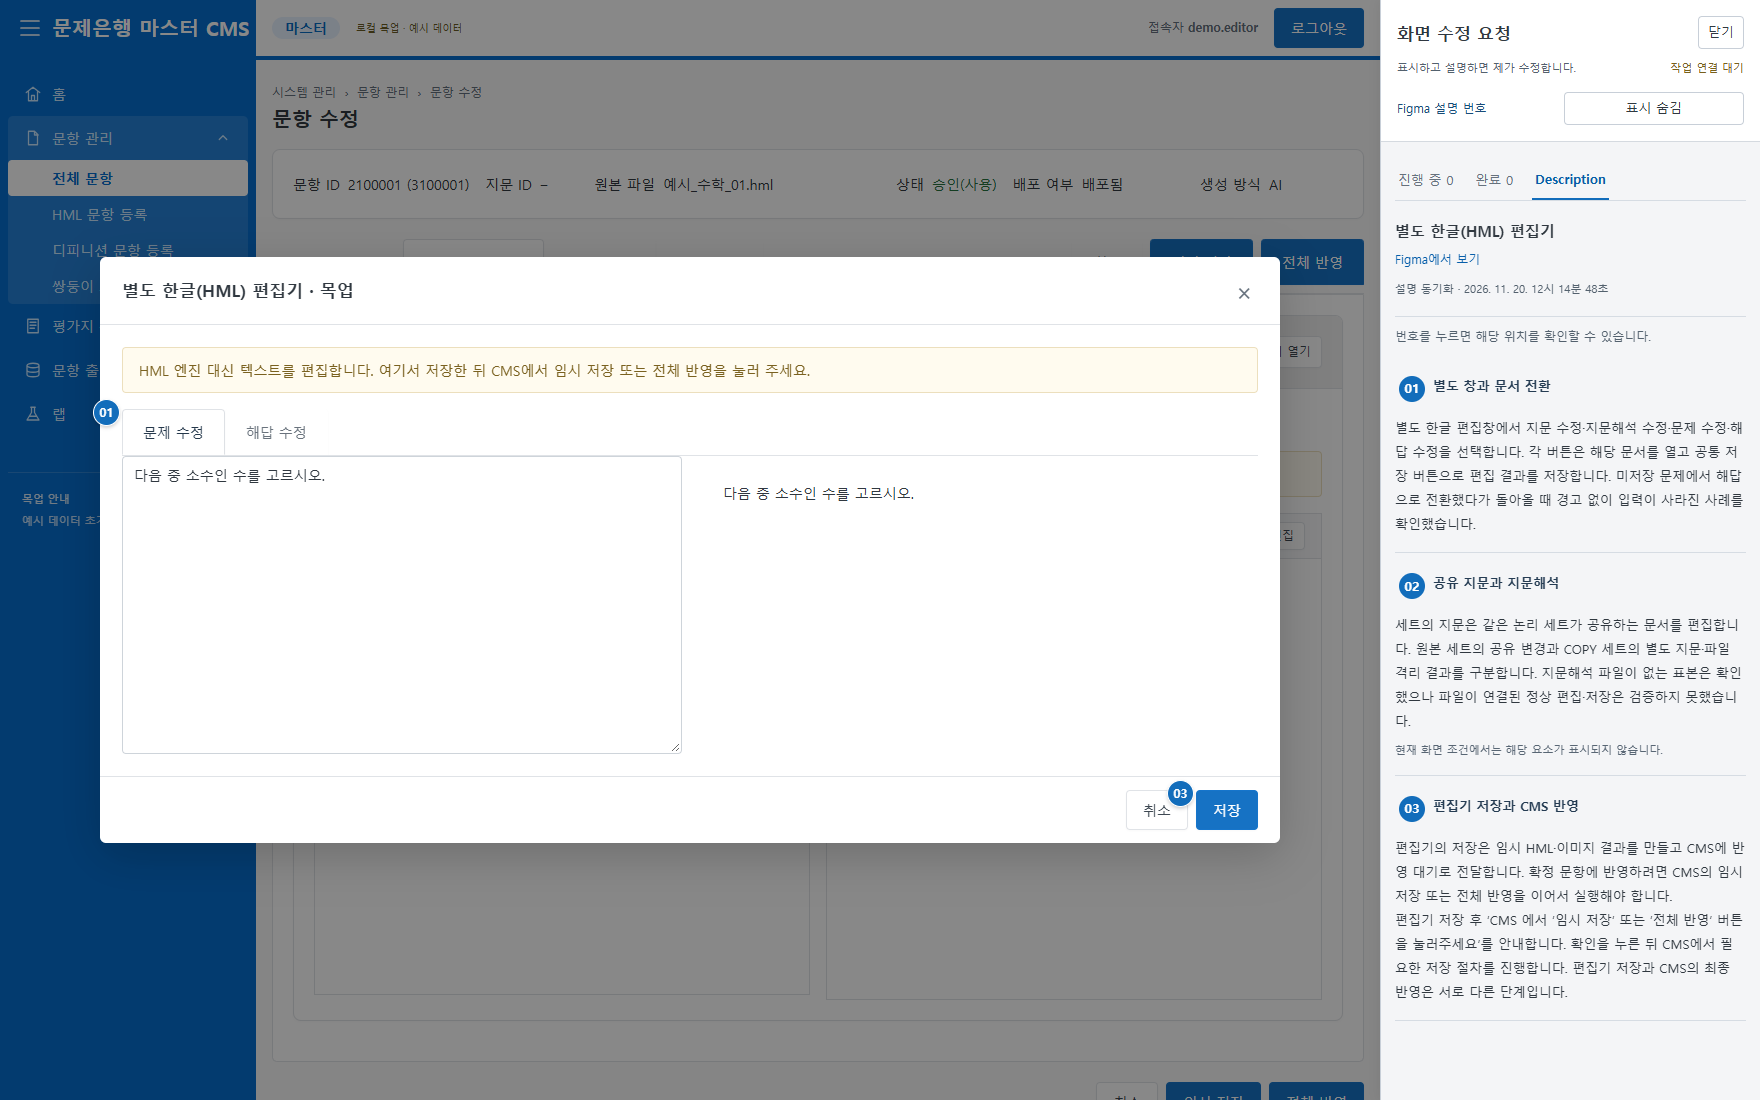 문제은행 마스터 CMS
홈
문항 관리
전체 문항
HML 문항 등록
디피니션 문항 등록
쌍둥이
평가지
문항 출
랩
목업 안내
예시 데이터 초기
마스터
로컬 목업 · 예시 데이터
접속자 demo.editor
로그아웃
시스템 관리 › 문항 관리 › 문항 수정
문항 수정
문항 ID 2100001 (3100001) 지문 ID – 원본 파일 예시_수학_01.hml 상태 승인(사용) 배포 여부 배포됨 생성 방식 AI
전체 반영
열기
별도 한글(HML) 편집기 · 목업
HML 엔진 대신 텍스트를 편집합니다. 여기서 저장한 뒤 CMS에서 임시 저장 또는 전체 반영을 눌러 주세요.
01
문제 수정
해답 수정
다음 중 소수인 수를 고르시오.
다음 중 소수인 수를 고르시오.
03
취소
저장
취소
임시 저장
전체 반영
화면 수정 요청
닫기
표시하고 설명하면 제가 수정합니다.
작업 연결 대기
Figma 설명 번호
표시 숨김
진행 중 0
완료 0
Description
별도 한글(HML) 편집기
Figma에서 보기
설명 동기화 · 2026. 11. 20. 12시 14분 48초
번호를 누르면 해당 위치를 확인할 수 있습니다.
01 별도 창과 문서 전환
별도 한글 편집창에서 지문 수정·지문해석 수정·문제 수정·해
답 수정을 선택합니다. 각 버튼은 해당 문서를 열고 공통 저
장 버튼으로 편집 결과를 저장합니다. 미저장 문제에서 해답
으로 전환했다가 돌아올 때 경고 없이 입력이 사라진 사례를
확인했습니다.
02 공유 지문과 지문해석
세트의 지문은 같은 논리 세트가 공유하는 문서를 편집합니
다. 원본 세트의 공유 변경과 COPY 세트의 별도 지문·파일
격리 결과를 구분합니다. 지문해석 파일이 없는 표본은 확인
했으나 파일이 연결된 정상 편집·저장은 검증하지 못했습니
다.
현재 화면 조건에서는 해당 요소가 표시되지 않습니다.
03 편집기 저장과 CMS 반영
편집기의 저장은 임시 HML·이미지 결과를 만들고 CMS에 반
영 대기로 전달합니다. 확정 문항에 반영하려면 CMS의 임시
저장 또는 전체 반영을 이어서 실행해야 합니다.
편집기 저장 후 'CMS 에서 '임시 저장' 또는 '전체 반영' 버튼
을 눌러주세요'를 안내합니다. 확인을 누른 뒤 CMS에서 필
요한 저장 절차를 진행합니다. 편집기 저장과 CMS의 최종
반영은 서로 다른 단계입니다.